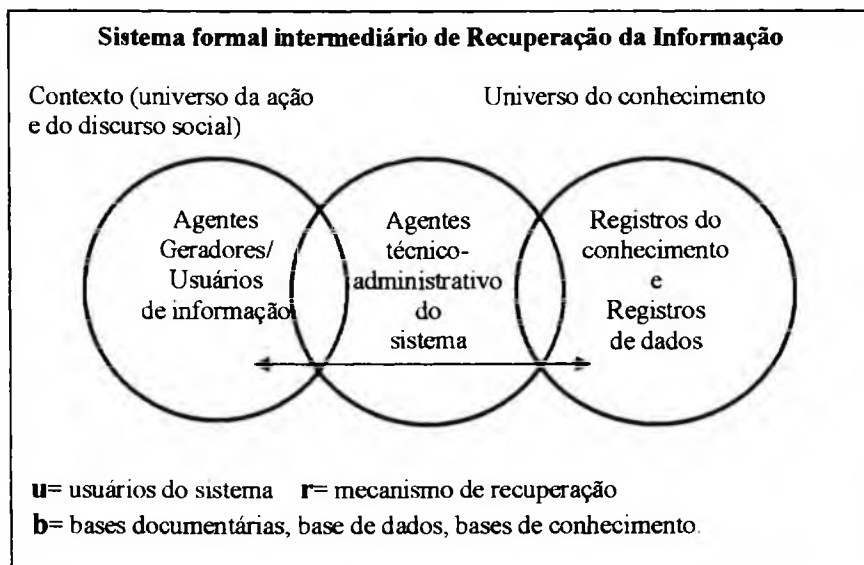 Sistema formal intermediário de Recuperação da Informação
Contexto (universo da ação
e do discurso social)
Universo do conhecimento
Agentes
Geradores/
Usuários
de informação
Agentes
técnico-
administrativo
do
sistema
Registros do
conhecimento
e
Registros
de dados
u= usuários do sistema r= mecanismo de recuperação
b= bases documentárias, base de dados, bases de conhecimento.